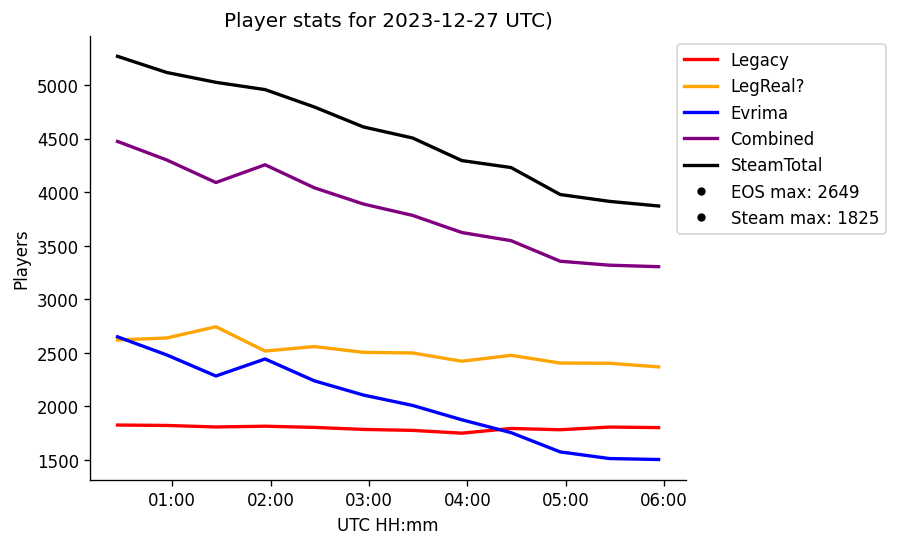 Player stats for 2023-12-27 UTC)
Legacy
LegReal?
Evrima
Combined
SteamTotal
EOS max: 2649
Steam max: 1825
Players
5000
4500
4000
3500
3000
2500
2000
1500
01:00
02:00
03:00
04:00
05:00
06:00
UTC HH:mm